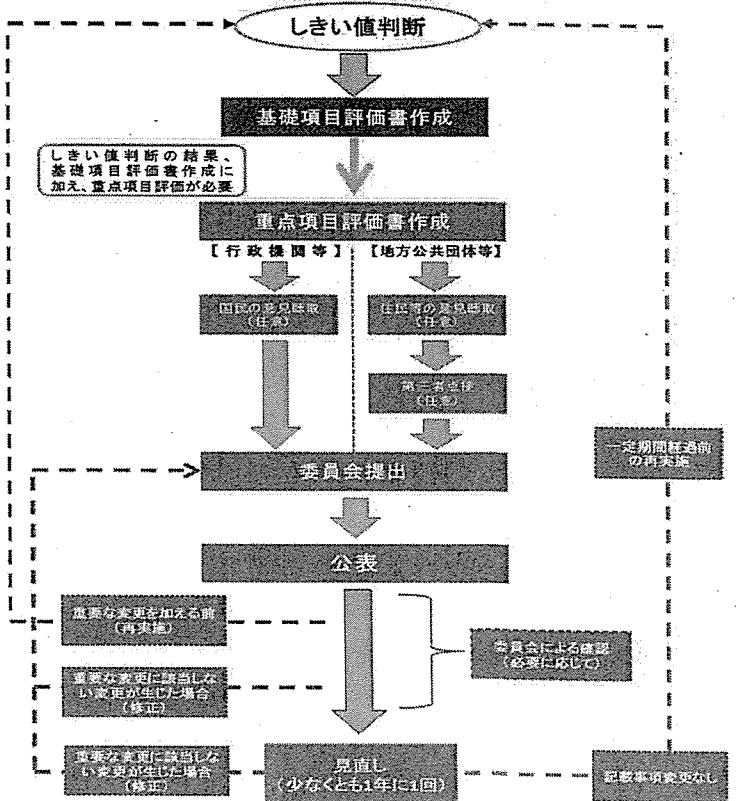 しきい値判断
基礎項目評価書作成
しきい値判断の結果、
基礎項目評価書作成に
加え、重点項目評価が必要
重点項目評価書作成
【行政機関等】
【地方公共団体等】
国民の意見聴取
(任意)
住民等の意見聴取
(任意)
第三者点検
(任意)
委員会提出
公表
一定期間経過前
の再実施
重要な変更を加える前
(再実施)
委員会による確認
(必要に応じて)
重要な変更に該当しな
い変更が生じた場合
(修正)
重要な変更に該当しな
い変更が生じた場合
(修正)
見直し
(少なくとも1年に1回)
記載事項変更なし